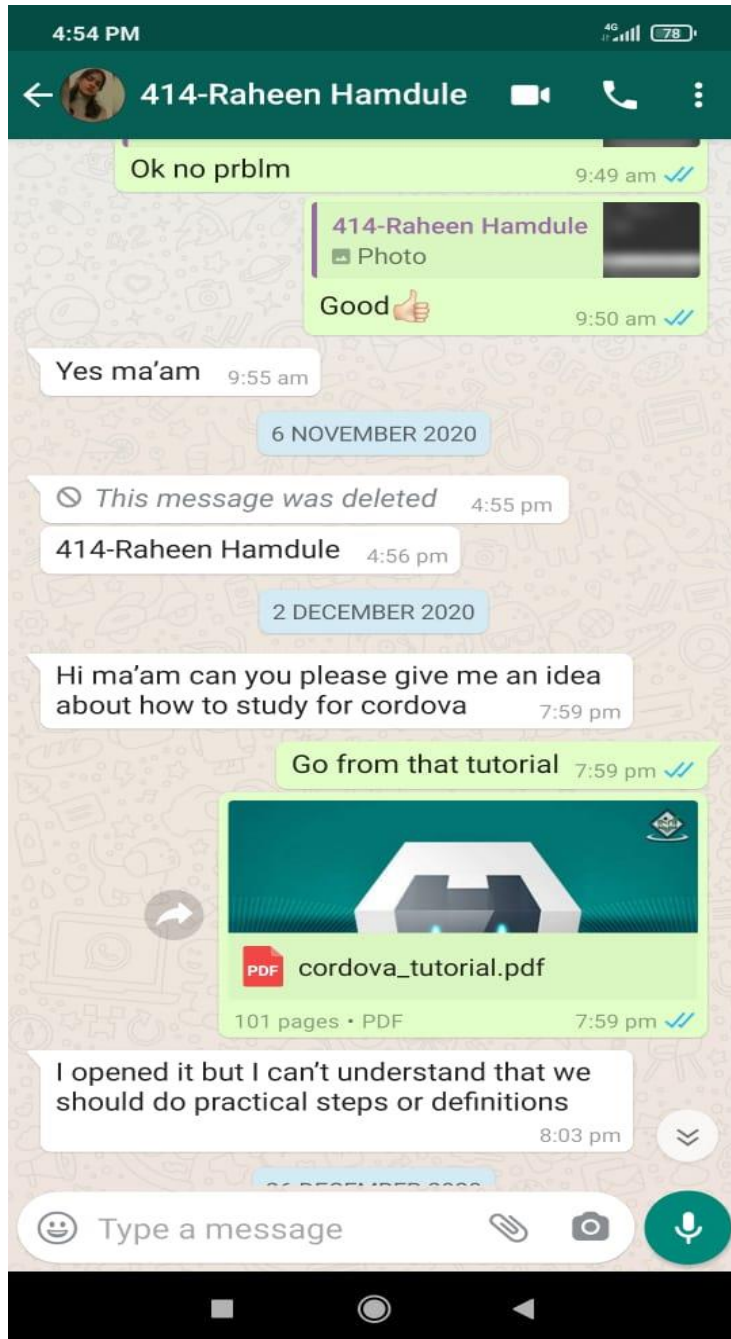 4:54 PM
4G
78
414-Raheen Hamdule
Ok no prblm
9:49 am
414-Raheen Hamdule
Photo
Good👍
9:50 am
Yes ma’am 9:55 am
6 NOVEMBER 2020
This message was deleted 4:55 pm
414-Raheen Hamdule 4:56 pm
2 DECEMBER 2020
Hi ma’am can you please give me an idea
about how to study for cordova 7:59 pm
Go from that tutorial 7:59 pm
PDF cordova_tutorial.pdf
101 pages • PDF 7:59 pm
I opened it but I can’t understand that we
should do practical steps or definitions
8:03 pm
Type a message